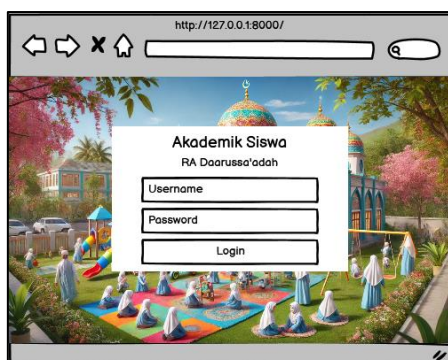 http://127.0.0.1:8000/
Akademik Siswa
RA Daarussa'adah
Username
Password
Login